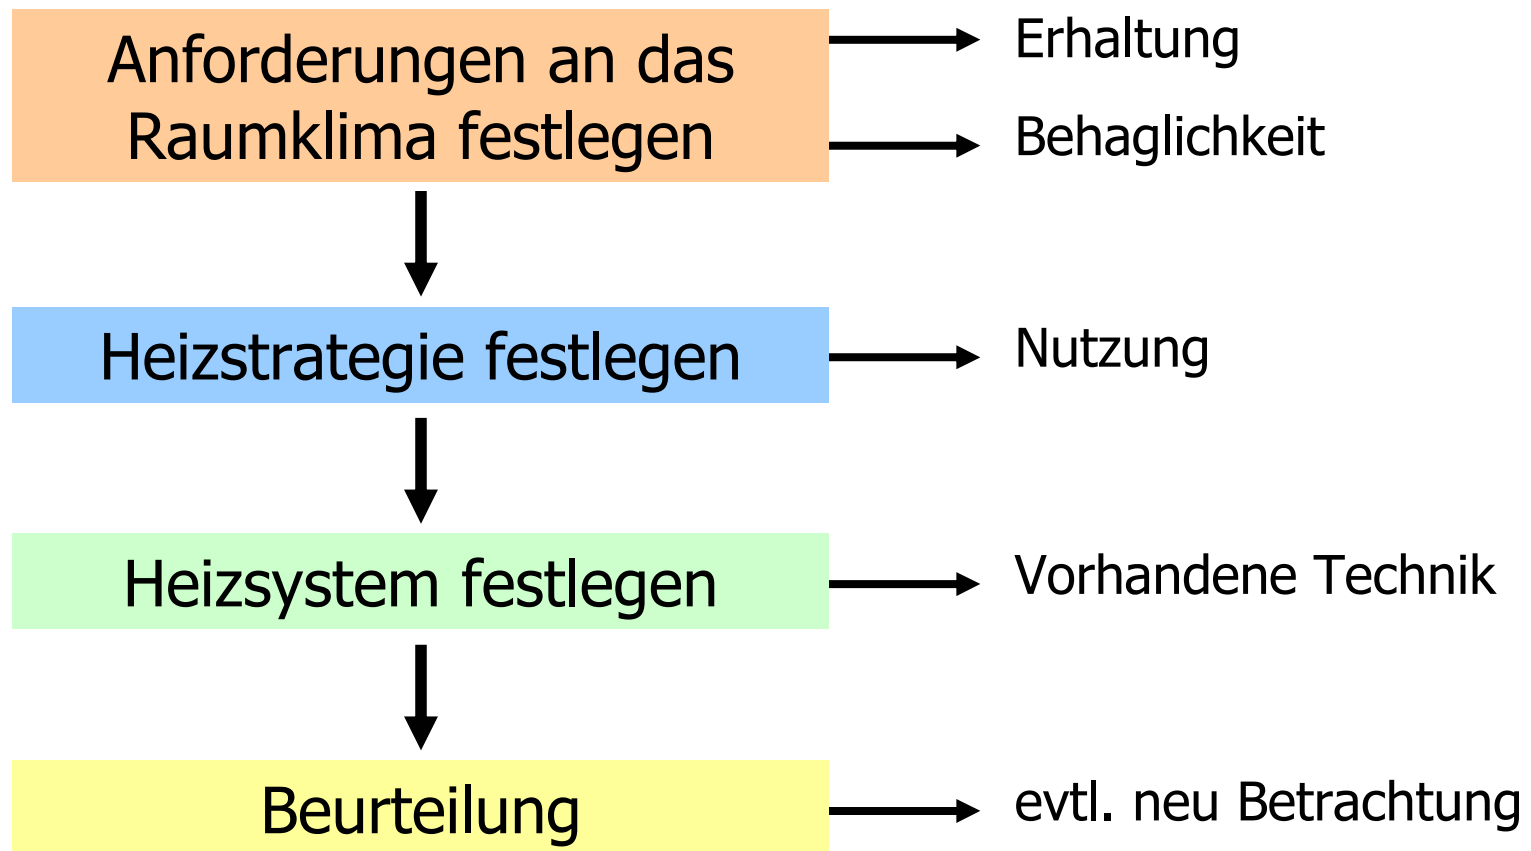 Anforderungen an das
Raumklima festlegen
Erhaltung
Behaglichkeit
Heizstrategie festlegen
Nutzung
Heizsystem festlegen
Vorhandene Technik
Beurteilung
evtl. neu Betrachtung